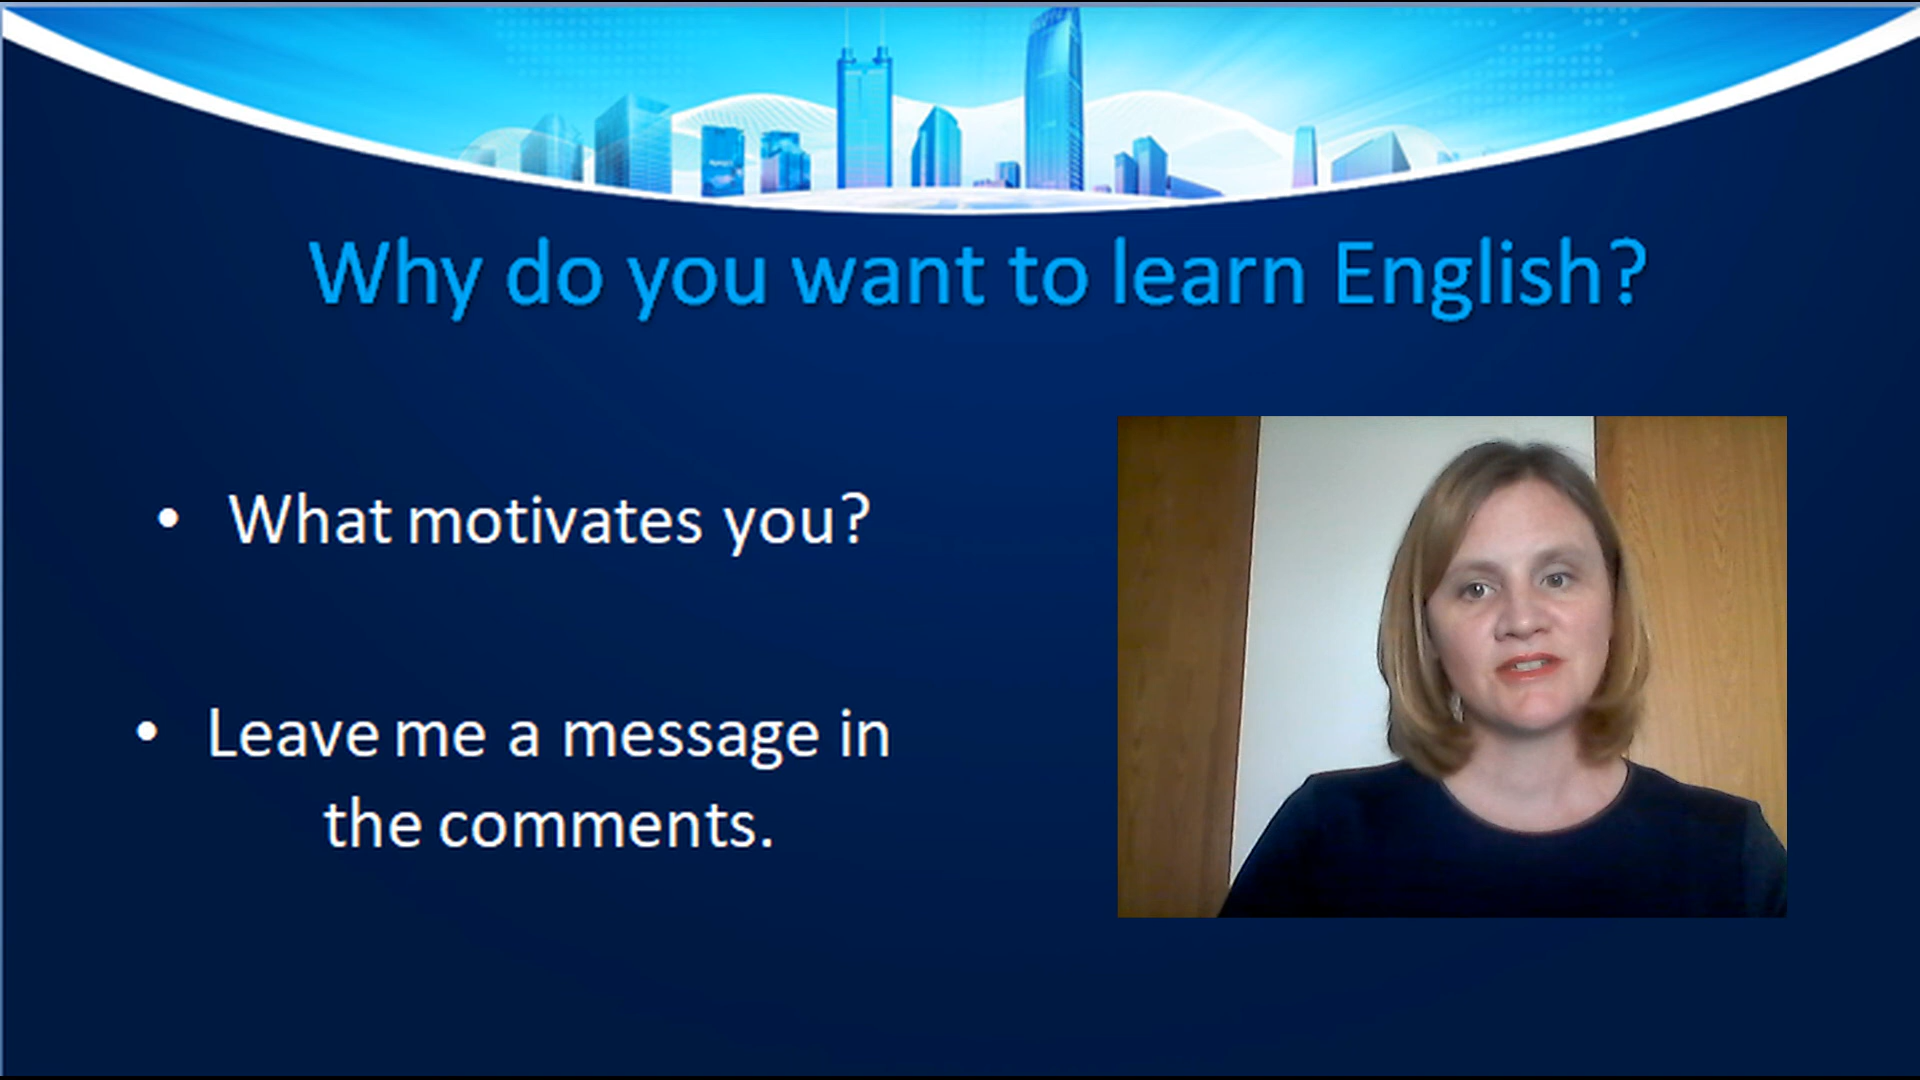 Why do you want to learn English?
• What motivates you?
• Leave me a message in
the comments.